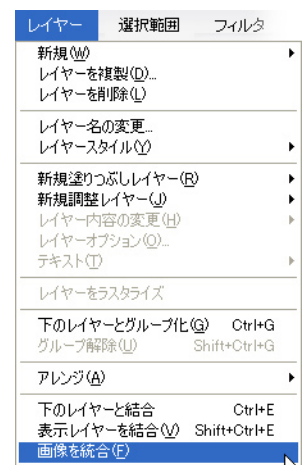 レイヤー 選択範囲 フィルタ
新規(W)
レイヤーを複製(D)...
レイヤーを削除(L)
レイヤー名の変更...
レイヤースタイル(Y)
新規塗りつぶしレイヤー(R)
新規調整レイヤー(J)
レイヤー内容の変更(H)
レイヤーオプション(O)...
テキスト(T)
レイヤーをラスタライズ
下のレイヤーとグループ化(G) Ctrl+G
グループ解除(U) Shift+Ctrl+G
アレンジ(A)
下のレイヤーと結合 Ctrl+E
表示レイヤーを結合(V) Shift+Ctrl+E
画像を統合(F)